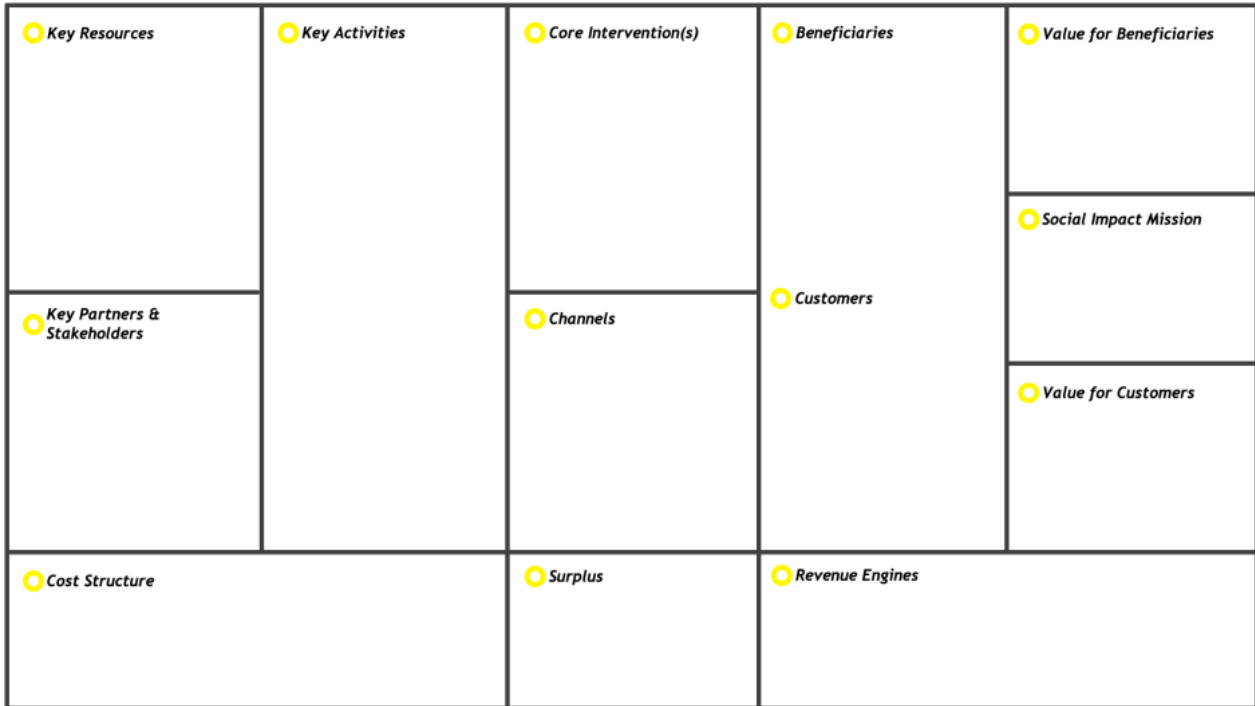 Key Resources
Key Activities
Core Intervention(s)
Beneficiaries
Value for Beneficiaries
Social Impact Mission
Customers
Key Partners &
Stakeholders
Channels
Value for Customers
Cost Structure
Surplus
Revenue Engines